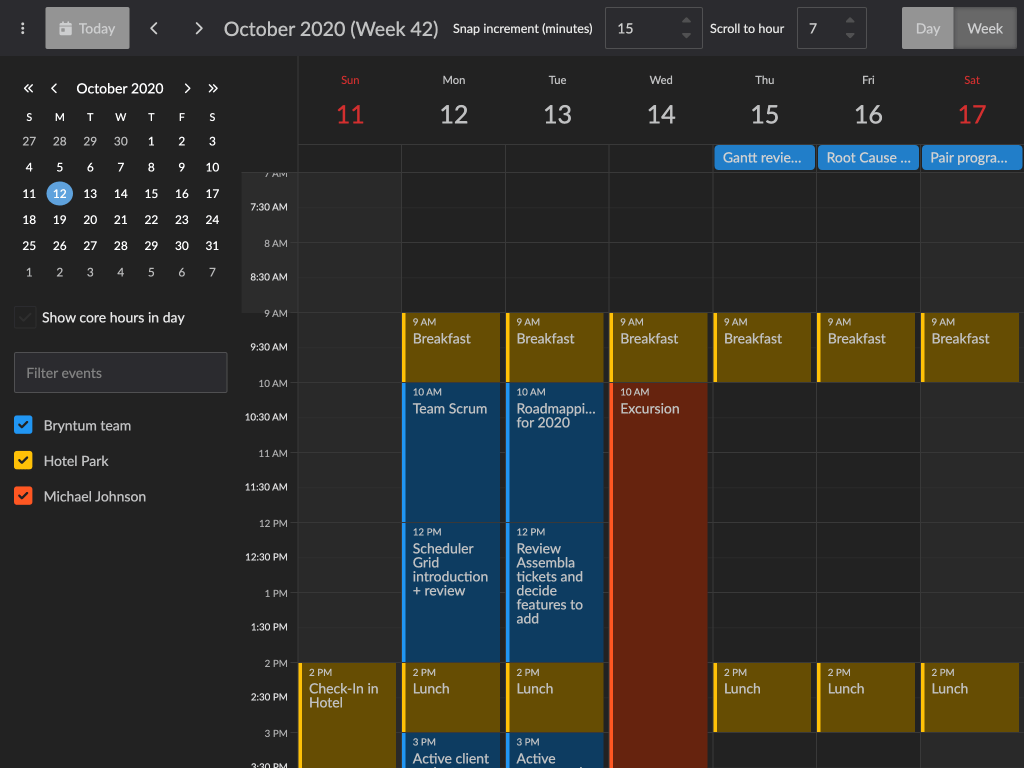 Today
October 2020 (Week 42)
Snap increment (minutes)
15
Scroll to hour
7
Day
Week
October 2020
S M T W T F S
27 28 29 30 1 2 3
4 5 6 7 8 9 10
11 12 13 14 15 16 17
18 19 20 21 22 23 24
25 26 27 28 29 30 31
1 2 3 4 5 6 7
Show core hours in day
Filter events
Bryntum team
Hotel Park
Michael Johnson
Sun Mon Tue Wed Thu Fri Sat
11 12 13 14 15 16 17
Gantt revie... Root Cause ... Pair progra...
7 AM
7:30 AM
8 AM
8:30 AM
9 AM
9:30 AM
10 AM
10:30 AM
11 AM
11:30 AM
12 PM
12:30 PM
1 PM
1:30 PM
2 PM
2:30 PM
3 PM
3:30 PM
2 PM
Check-In in
Hotel
9 AM
Breakfast
10 AM
Team Scrum
12 PM
Scheduler
Grid
introduction
+ review
2 PM
Lunch
3 PM
Active client
9 AM
Breakfast
10 AM
Roadmappi...
for 2020
12 PM
Review
Assembla
tickets and
decide
features to
add
2 PM
Lunch
3 PM
Active
9 AM
Breakfast
10 AM
Excursion
9 AM
Breakfast
2 PM
Lunch
9 AM
Breakfast
2 PM
Lunch
9 AM
Breakfast
2 PM
Lunch